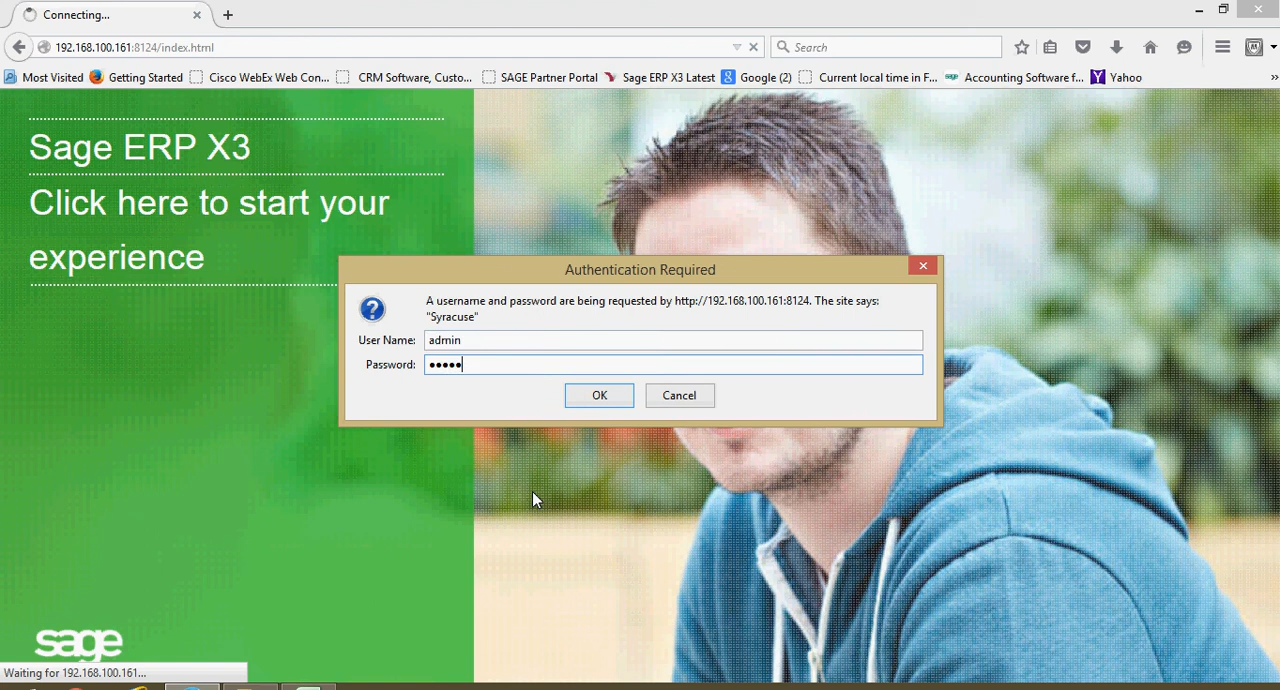 Connecting...
192.168.100.161:8124/index.html
Search
Most Visited
Getting Started
Cisco WebEx Web Con...
CRM Software, Custo...
SAGE Partner Portal
Sage ERP X3 Latest
Google (2)
Current local time in F...
Accounting Software f...
Yahoo
Sage ERP X3
Click here to start your
experience
Authentication Required
A username and password are being requested by http://192.168.100.161:8124. The site says:
"Syracuse"
User Name: admin
Password: •••••
OK
Cancel
sage
Waiting for 192.168.100.161...